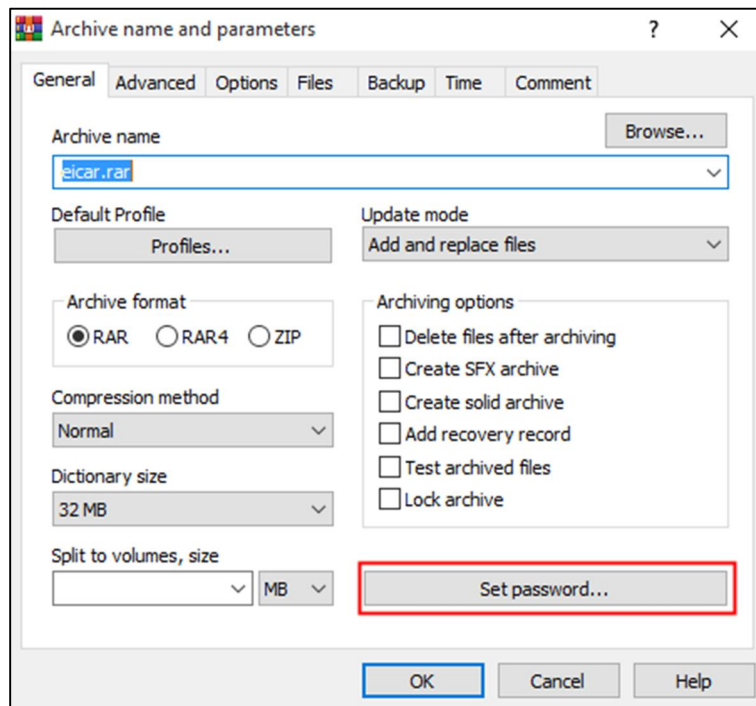 Archive name and parameters
?
General Advanced Options Files Backup Time Comment
Archive name
Browse...
eicar.rar
Default Profile
Update mode
Profiles...
Add and replace files
Archive format
Archiving options
RAR RAR4 ZIP
Delete files after archiving
Create SFX archive
Compression method
Create solid archive
Normal
Add recovery record
Dictionary size
Test archived files
32 MB
Lock archive
Split to volumes, size
MB
Set password...
OK Cancel Help